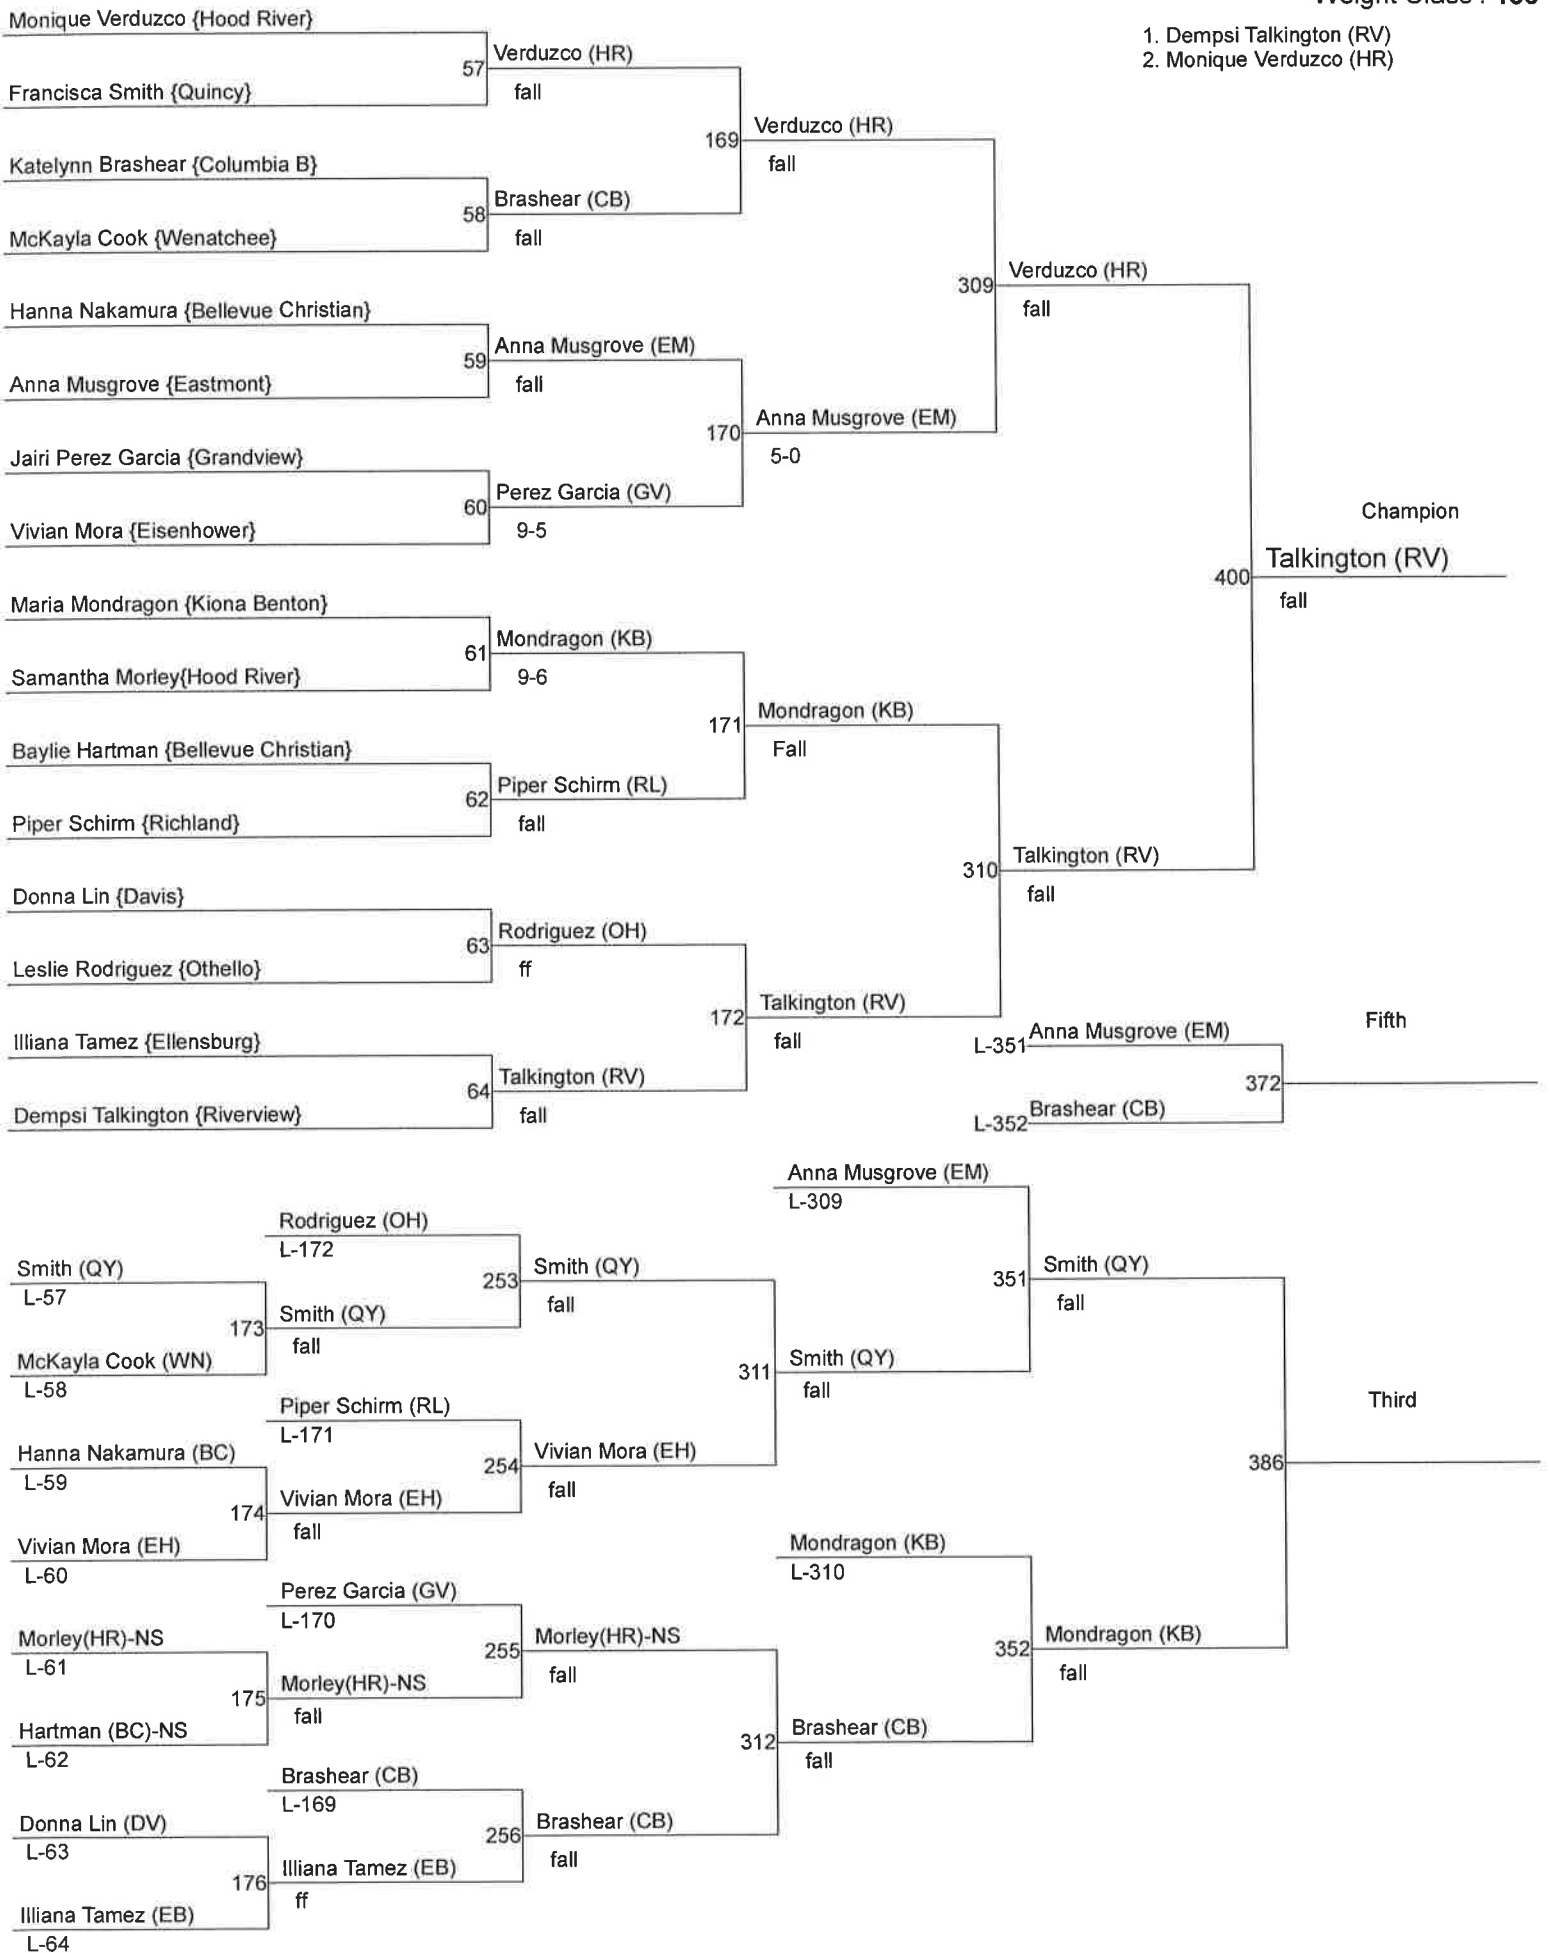 1. Dempsi Talkington (RV)
2. Monique Verduzco (HR)
Monique Verduzco {Hood River}
57
Verduzco (HR)
fall
Francisca Smith {Quincy}
169
Verduzco (HR)
fall
Katelynn Brashear {Columbia B}
58
Brashear (CB)
fall
McKayla Cook {Wenatchee}
309
Verduzco (HR)
fall
Hanna Nakamura {Bellevue Christian}
59
Anna Musgrove (EM)
fall
Anna Musgrove {Eastmont}
170
Anna Musgrove (EM)
5-0
Jairi Perez Garcia {Grandview}
60
Perez Garcia (GV)
9-5
Vivian Mora {Eisenhower}
Champion
400
Talkington (RV)
fall
Maria Mondragon {Kiona Benton}
61
Mondragon (KB)
9-6
Samantha Morley{Hood River}
171
Mondragon (KB)
Fall
Baylie Hartman {Bellevue Christian}
62
Piper Schirm (RL)
fall
Piper Schirm {Richland}
310
Talkington (RV)
fall
Donna Lin {Davis}
63
Rodriguez (OH)
ff
Leslie Rodriguez {Othello}
172
Talkington (RV)
fall
Illiana Tamez {Ellensburg}
64
Talkington (RV)
fall
Dempsi Talkington {Riverview}
Fifth
L-351
Anna Musgrove (EM)
372
L-352
Brashear (CB)
Anna Musgrove (EM)
L-309
Rodriguez (OH)
L-172
Smith (QY)
L-57
253
Smith (QY)
fall
351
Smith (QY)
fall
173
Smith (QY)
fall
McKayla Cook (WN)
L-58
311
Smith (QY)
fall
Piper Schirm (RL)
L-171
Third
Hanna Nakamura (BC)
L-59
254
Vivian Mora (EH)
fall
386
174
Vivian Mora (EH)
fall
Vivian Mora (EH)
L-60
Mondragon (KB)
L-310
Perez Garcia (GV)
L-170
Morley(HR)-NS
L-61
255
Morley(HR)-NS
fall
352
Mondragon (KB)
fall
175
Morley(HR)-NS
fall
Hartman (BC)-NS
L-62
312
Brashear (CB)
fall
Brashear (CB)
L-169
Donna Lin (DV)
L-63
256
Brashear (CB)
fall
176
Illiana Tamez (EB)
ff
Illiana Tamez (EB)
L-64